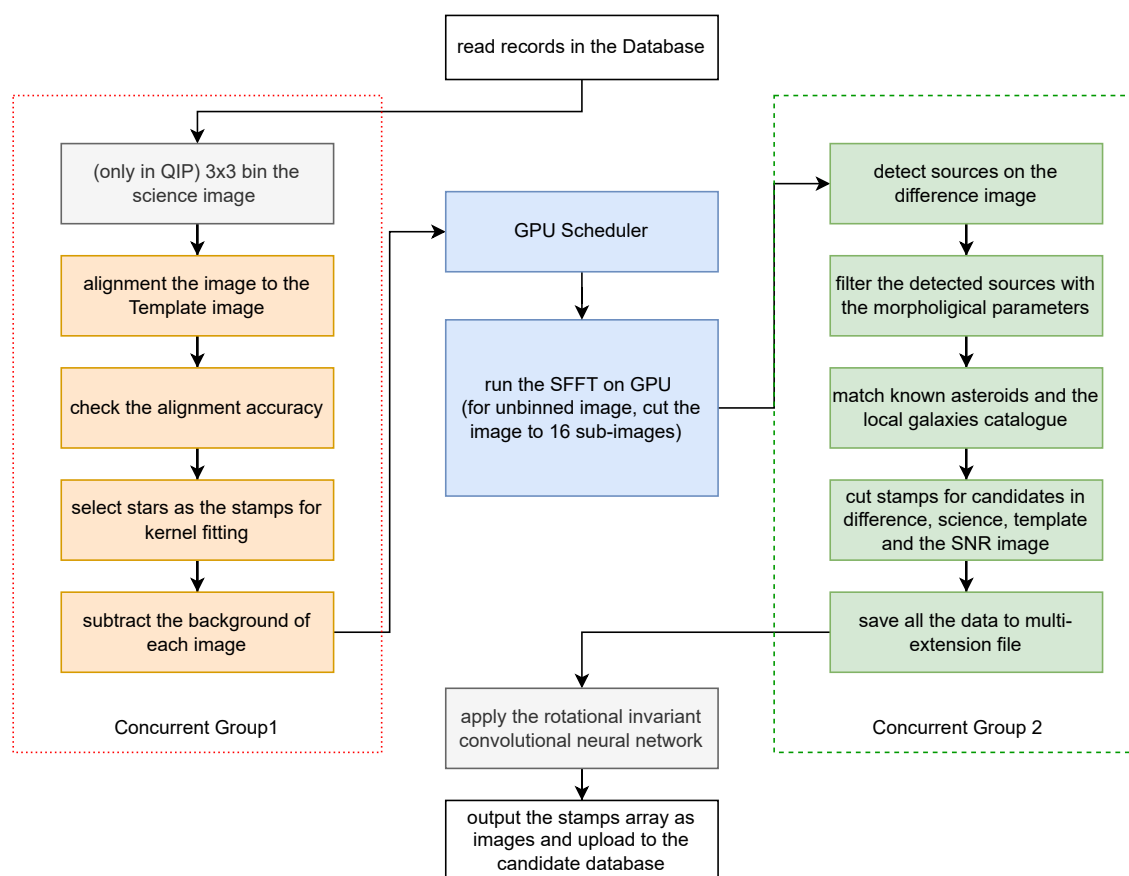 read records in the Database
(only in QIP) 3x3 bin the
science image
alignment the image to the
Template image
check the alignment accuracy
select stars as the stamps for
kernel fitting
subtract the background of
each image
Concurrent Group1
GPU Scheduler
run the SFFT on GPU
(for unbinned image, cut the
image to 16 sub-images)
detect sources on the
difference image
filter the detected sources with
the morpholigical parameters
match known asteroids and the
local galaxies catalogue
cut stamps for candidates in
difference, science, template
and the SNR image
save all the data to multi-
extension file
Concurrent Group 2
apply the rotational invariant
convolutional neural network
output the stamps array as
images and upload to the
candidate database